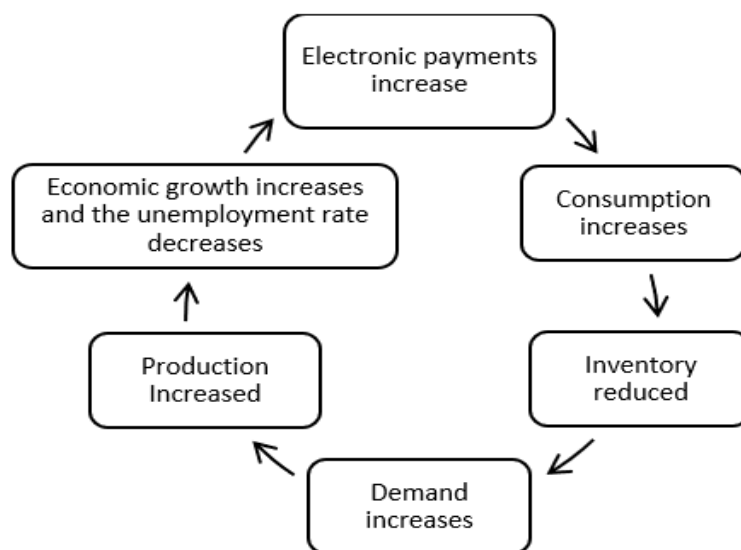 Electronic payments
increase
Consumption
increases
Inventory
reduced
Demand
increases
Production
Increased
Economic growth increases
and the unemployment rate
decreases